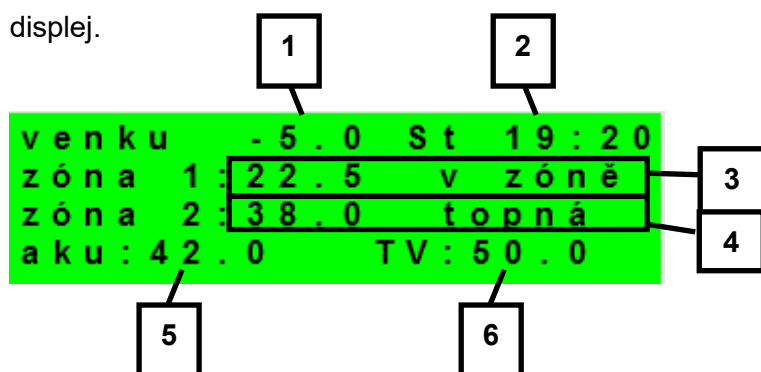 displej.
1 2
venku -5.0 St 19:20
zóna 1:22.5 v zóně
3
zóna 2:38.0 topná
4
aku:42.0 TV:50.0
5 6